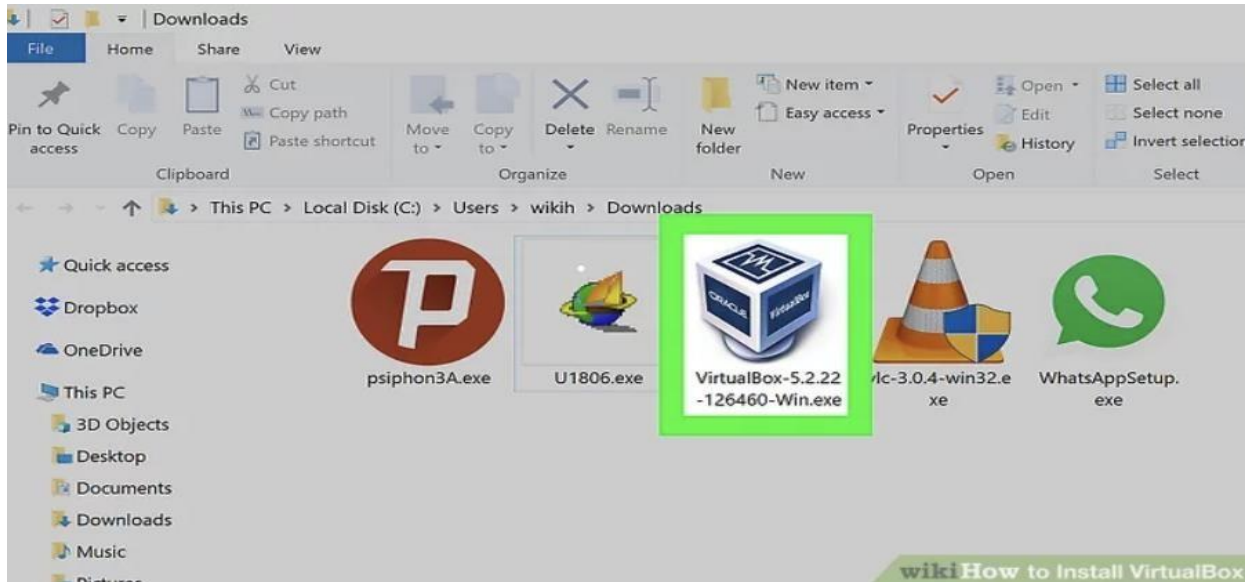 Downloads
File Home Share View
Pin to Quick access
Copy
Paste
Cut
Copy path
Paste shortcut
Move to
Copy to
Delete
Rename
New folder
New item
Easy access
Properties
Open
Edit
History
Select all
Select none
Invert selection
Clipboard Organize New Open Select
This PC > Local Disk (C:) > Users > wikih > Downloads
Quick access
Dropbox
OneDrive
This PC
3D Objects
Desktop
Documents
Downloads
Music
Pictures
P
ORACLE
VirtualBox
psiphon3A.exe
U1806.exe
VirtualBox-5.2.22
-126460-Win.exe
vlc-3.0.4-win32.e
xe
WhatsAppSetup.
exe
wikiHow to Install VirtualBox